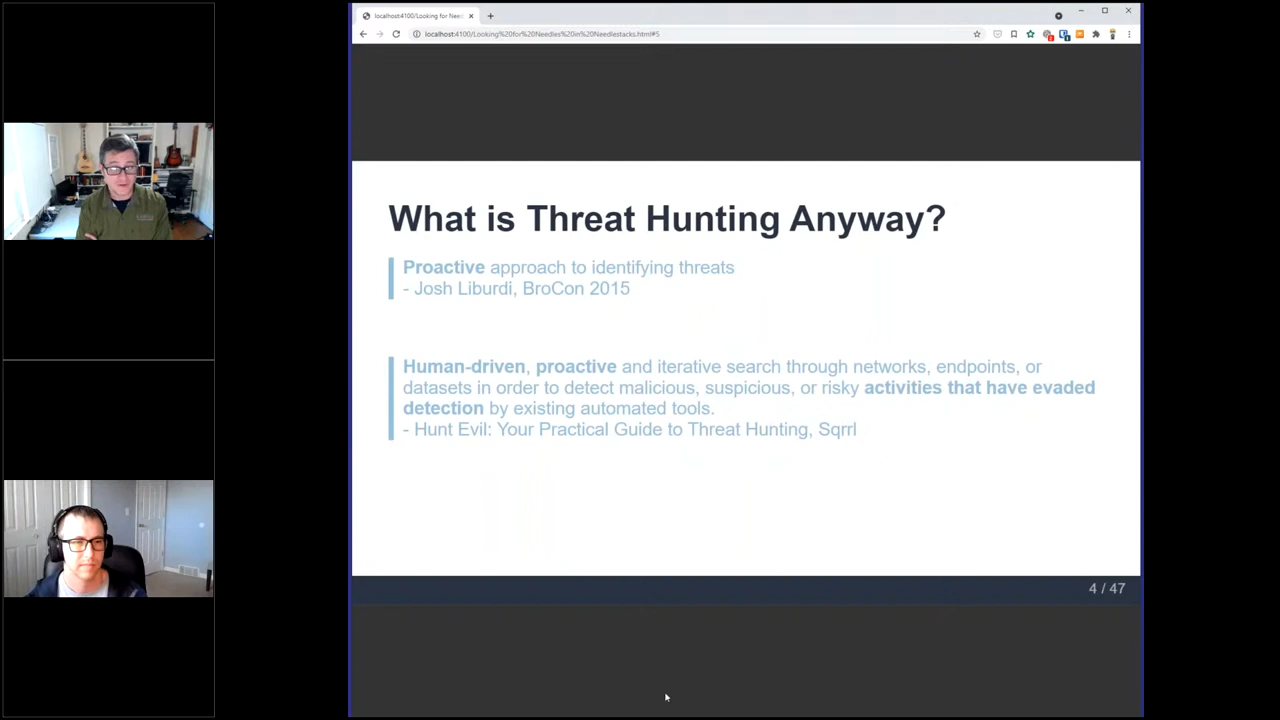 localhost:4100/Looking for Need
localhost:4100/Looking%20for%20Needles%20in%20Needlestacks.html#5
What is Threat Hunting Anyway?
Proactive approach to identifying threats
- Josh Liburdi, BroCon 2015
Human-driven, proactive and iterative search through networks, endpoints, or
datasets in order to detect malicious, suspicious, or risky activities that have evaded
detection by existing automated tools.
- Hunt Evil: Your Practical Guide to Threat Hunting, Sqrrl
4 / 47